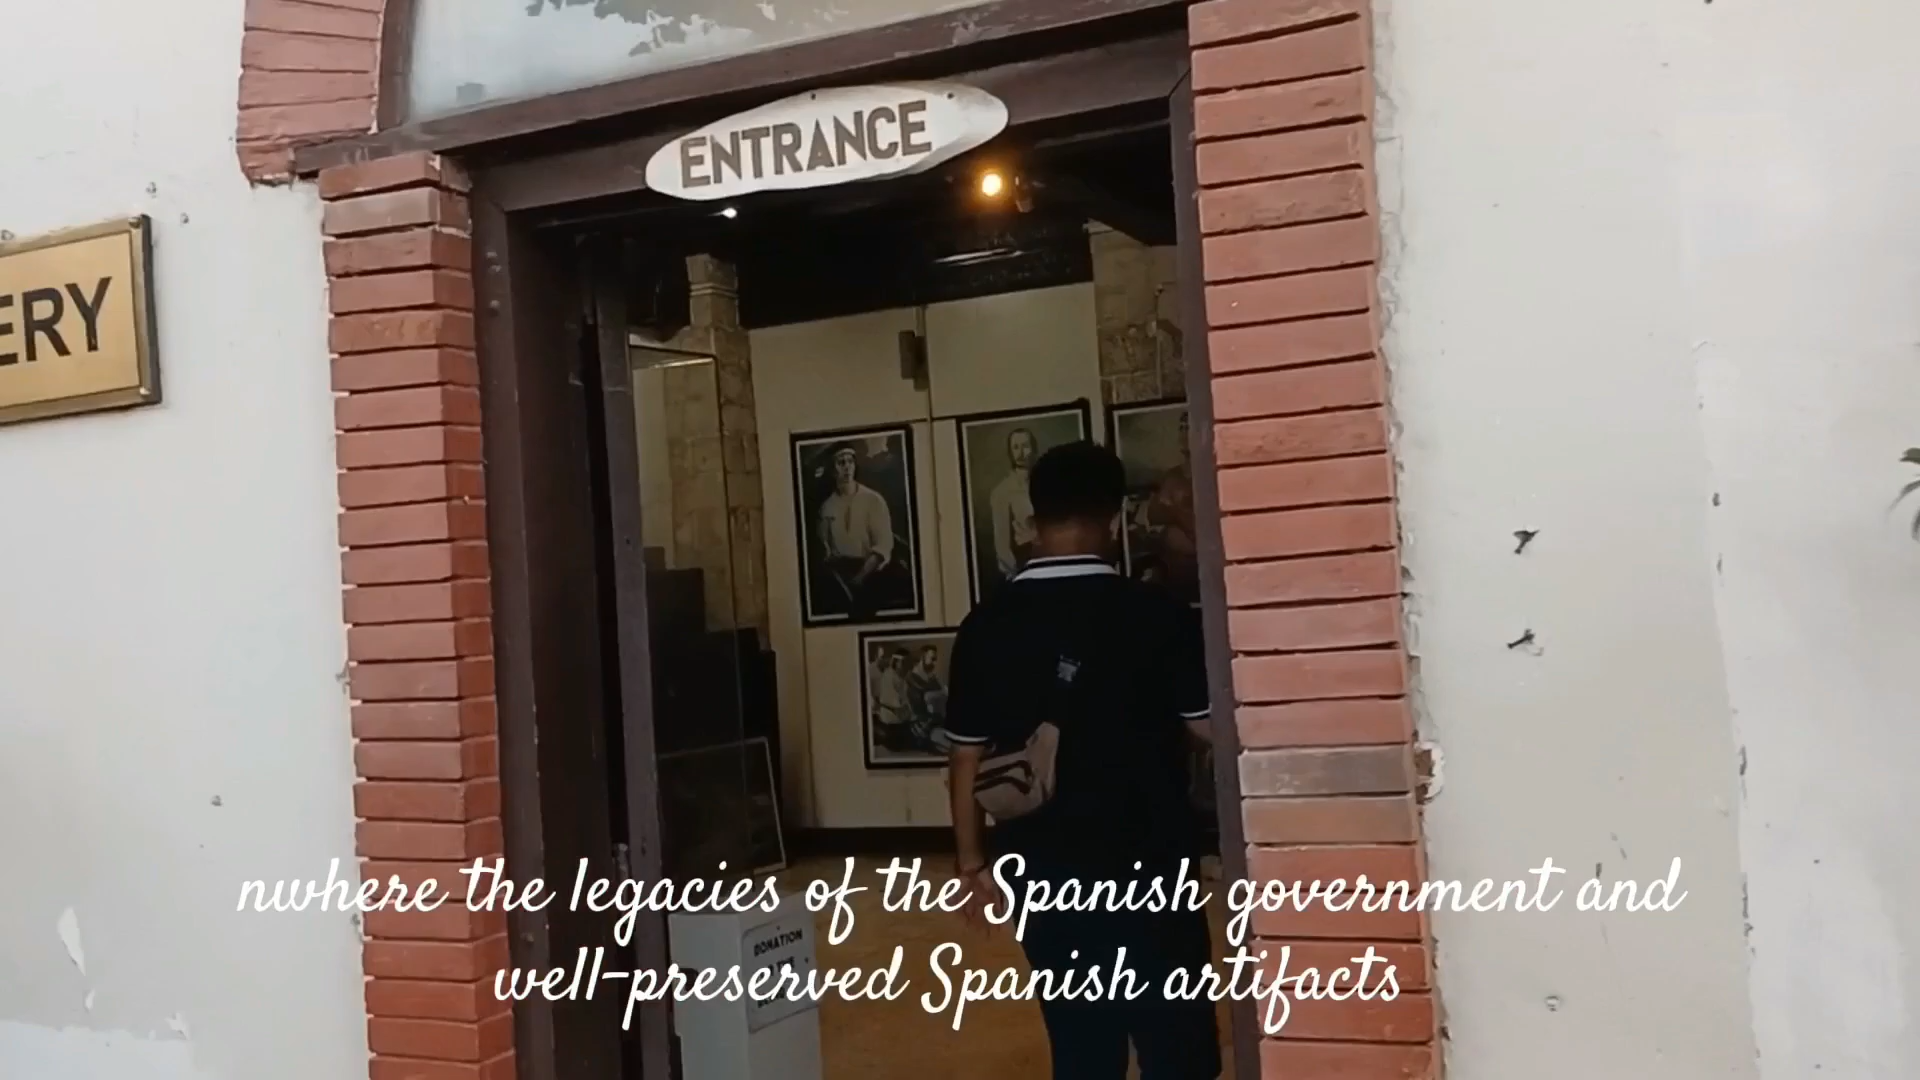 ENTRANCE
ERY
nwhere the legacies of the Spanish government and
well-preserved Spanish artifacts
DONATION